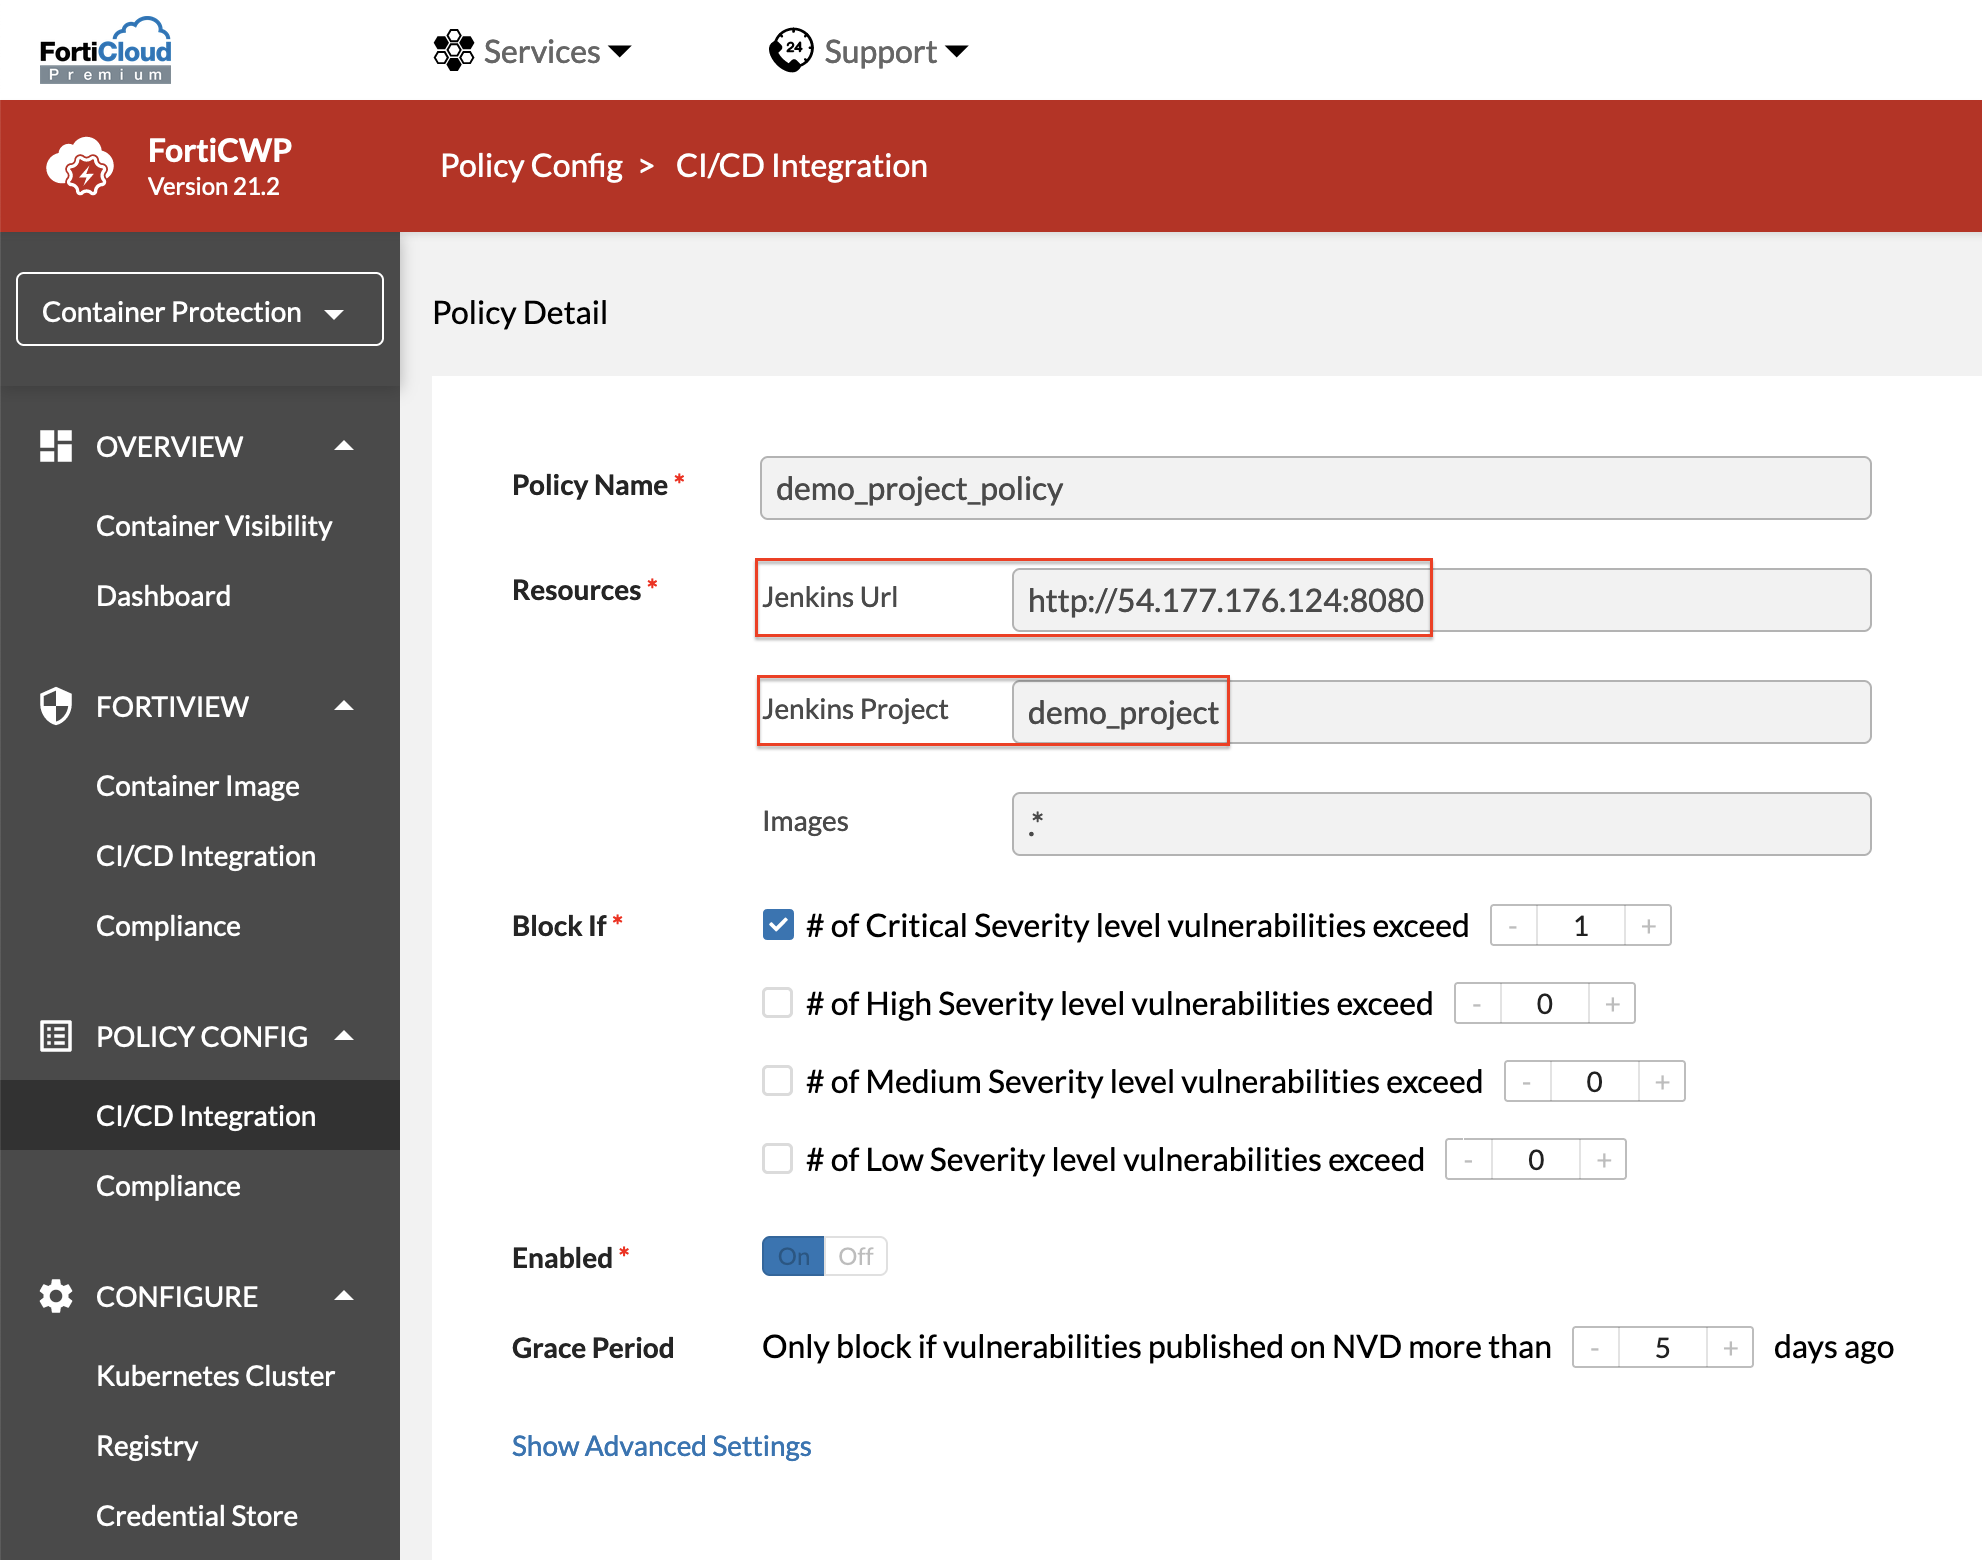 FortiCloud
Premium
Services
24
Support
FortiCWP
Version 21.2
Policy Config > CI/CD Integration
Container Protection
OVERVIEW
Container Visibility
Dashboard
FORTIVIEW
Container Image
CI/CD Integration
Compliance
POLICY CONFIG
CI/CD Integration
Compliance
CONFIGURE
Kubernetes Cluster
Registry
Credential Store
Policy Detail
Policy Name * demo_project_policy
Resources * Jenkins Url http://54.177.176.124:8080
Jenkins Project demo_project
Images .*
Block If * # of Critical Severity level vulnerabilities exceed - 1 +
# of High Severity level vulnerabilities exceed - 0 +
# of Medium Severity level vulnerabilities exceed - 0 +
# of Low Severity level vulnerabilities exceed - 0 +
Enabled * On Off
Grace Period Only block if vulnerabilities published on NVD more than - 5 + days ago
Show Advanced Settings